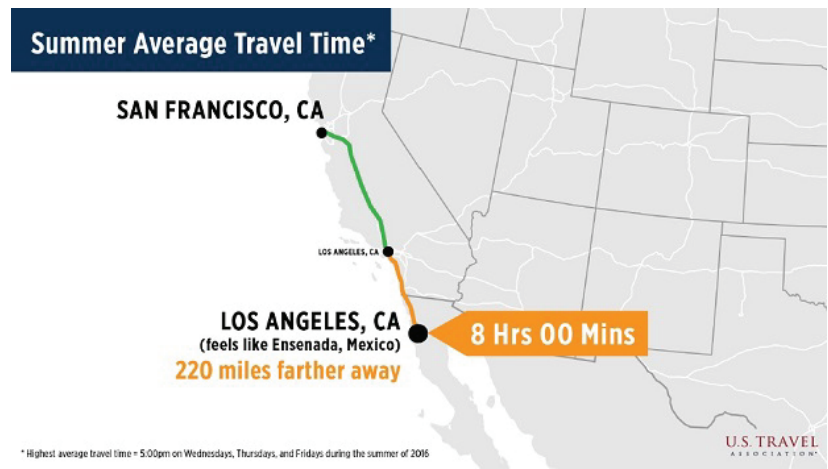 Summer Average Travel Time*
SAN FRANCISCO, CA
LOS ANGELES, CA
LOS ANGELES, CA
(feels like Ensenada, Mexico)
220 miles farther away
8 Hrs 00 Mins
* Highest average travel time = 5:00pm on Wednesdays, Thursdays, and Fridays during the summer of 2016
U.S. TRAVEL
ASSOCIATION®